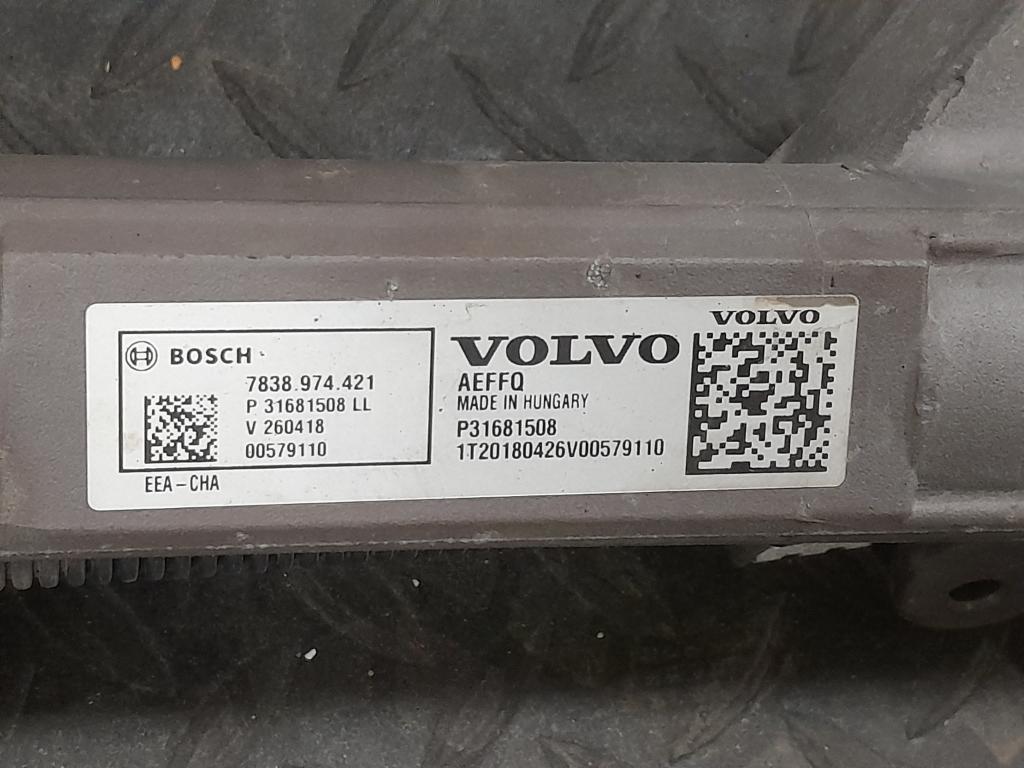 BOSCH
7838.974.421
P 31681508 LL
V 260418
00579110
EEA-CHA
VOLVO
AEFFQ
MADE IN HUNGARY
P31681508
1T20180426V00579110
VOLVO